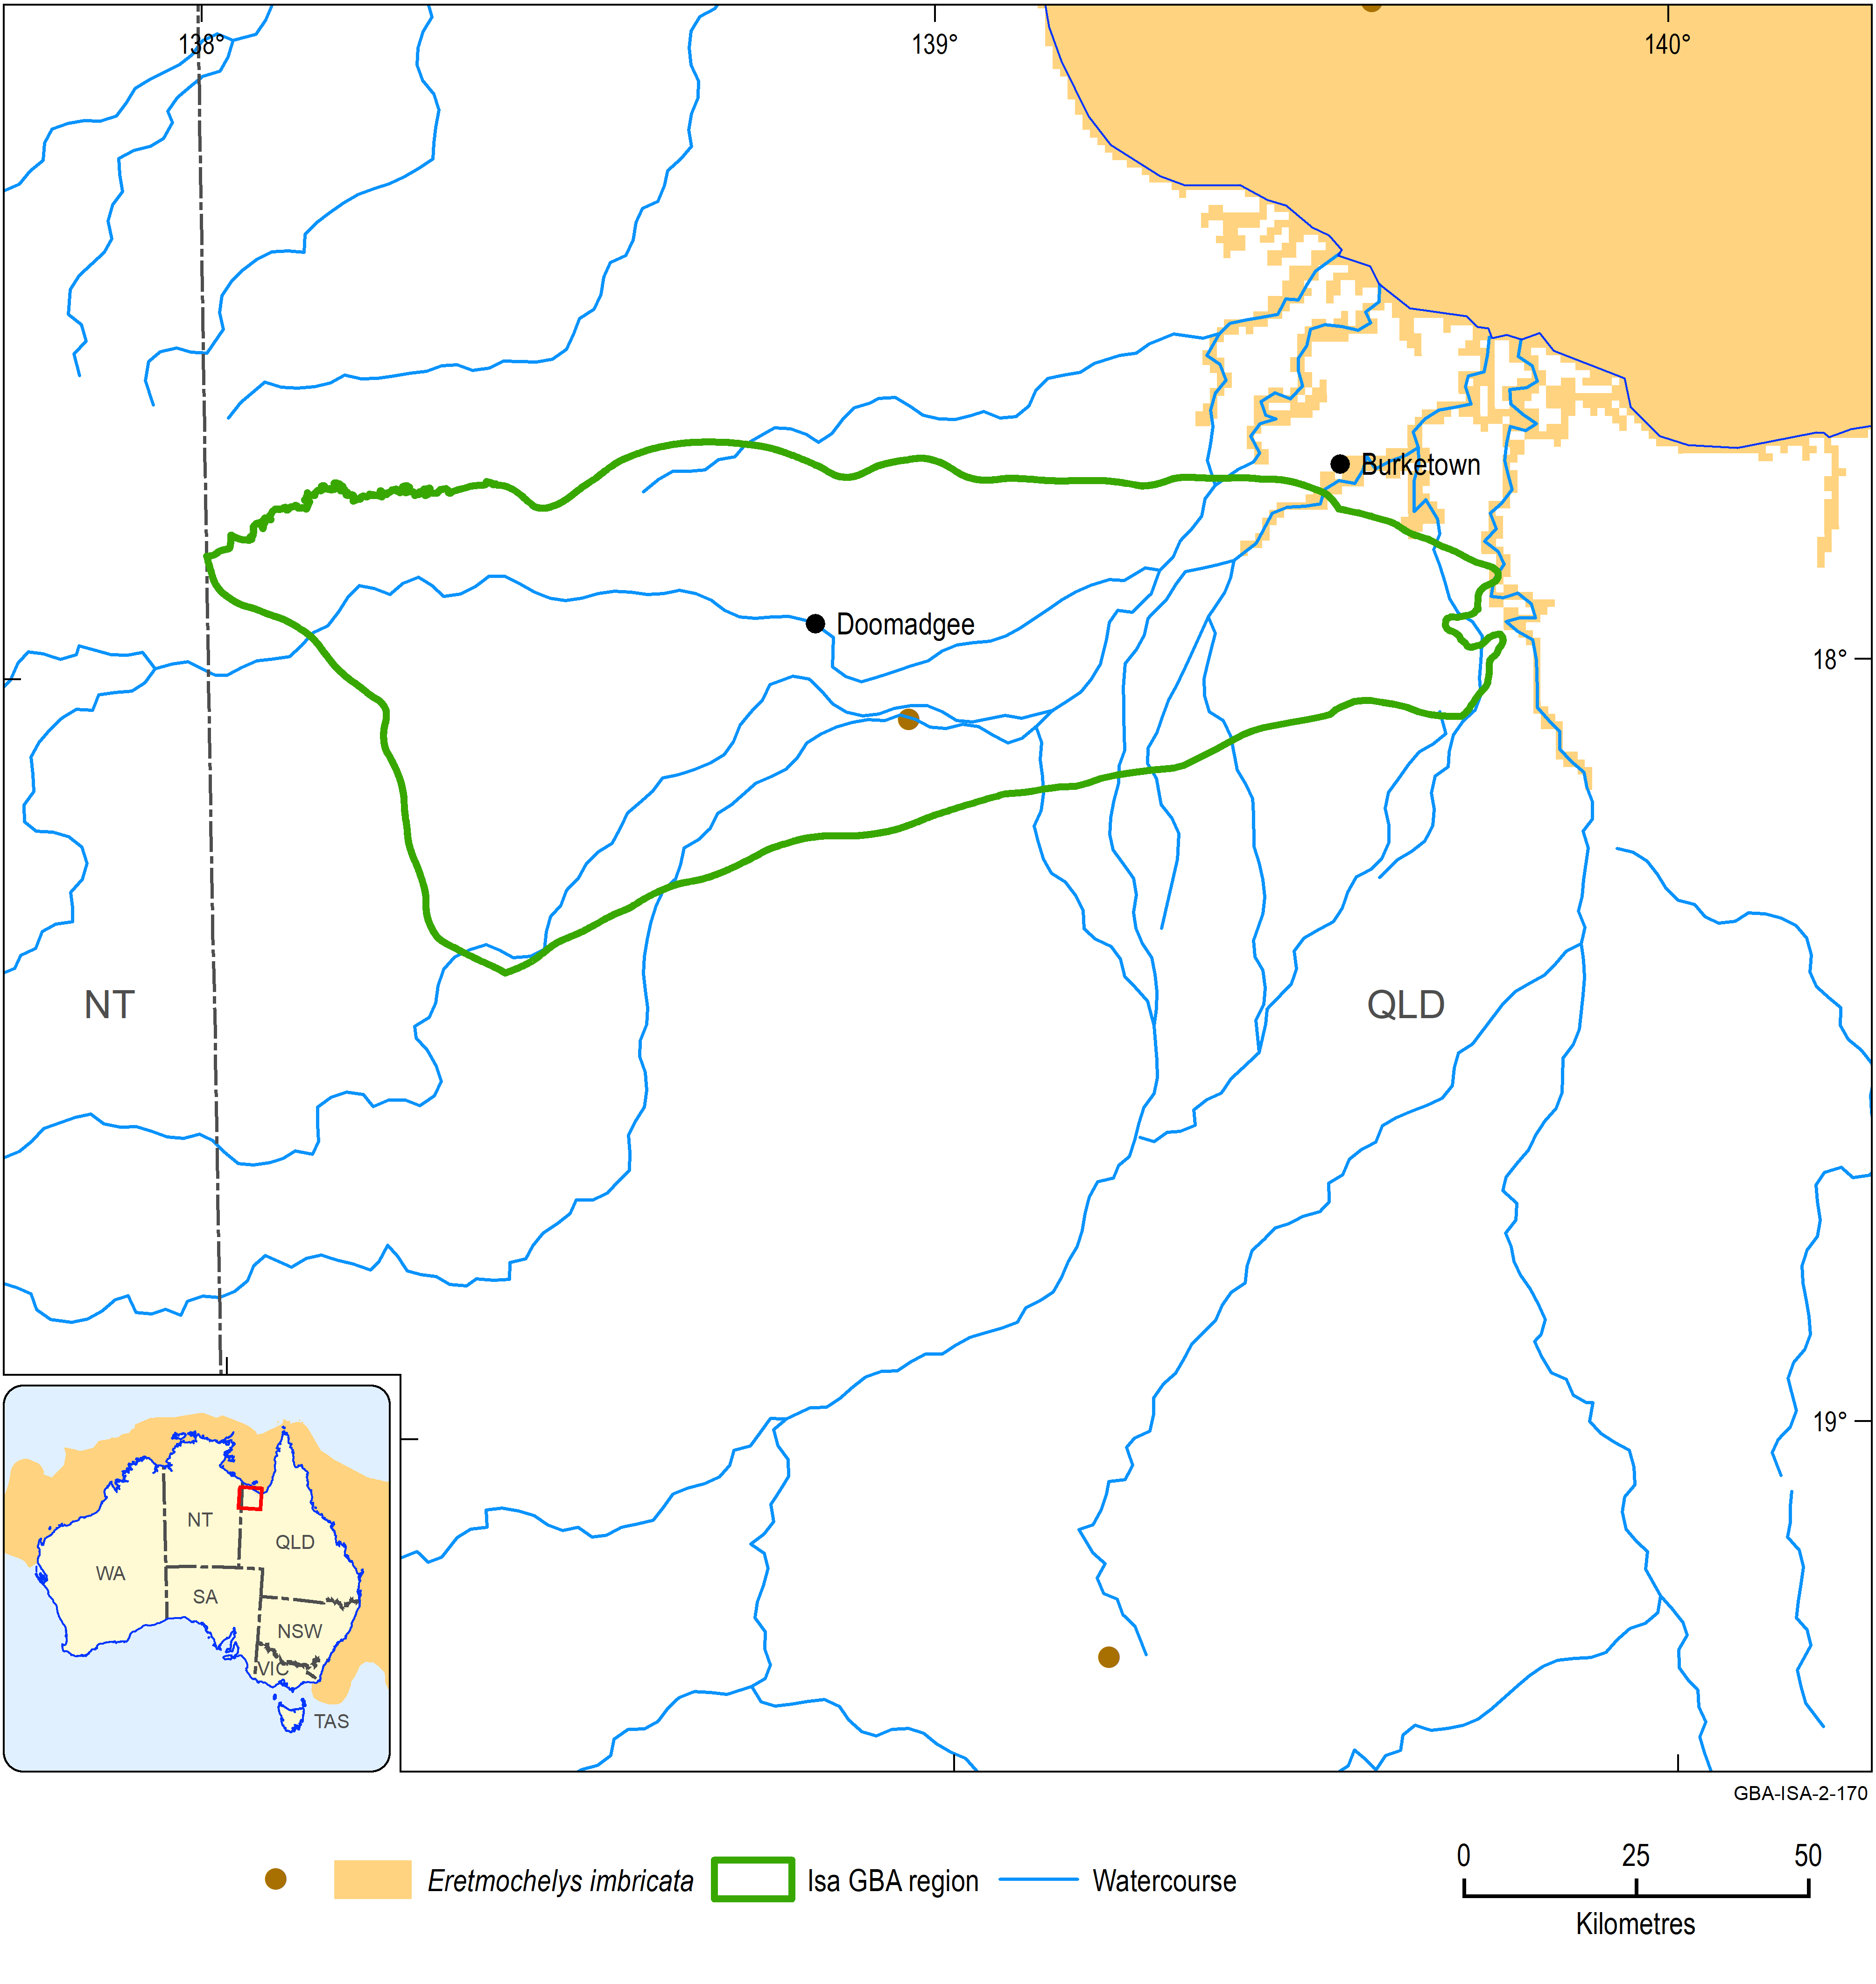 138°
139°
140°
Burketown
Doomadgee
18°
NT
QLD
19°
NT
QLD
WA
SA
NSW
VIC
TAS
GBA-ISA-2-170
Eretmochelys imbricata
Isa GBA region
Watercourse
0 25 50
Kilometres